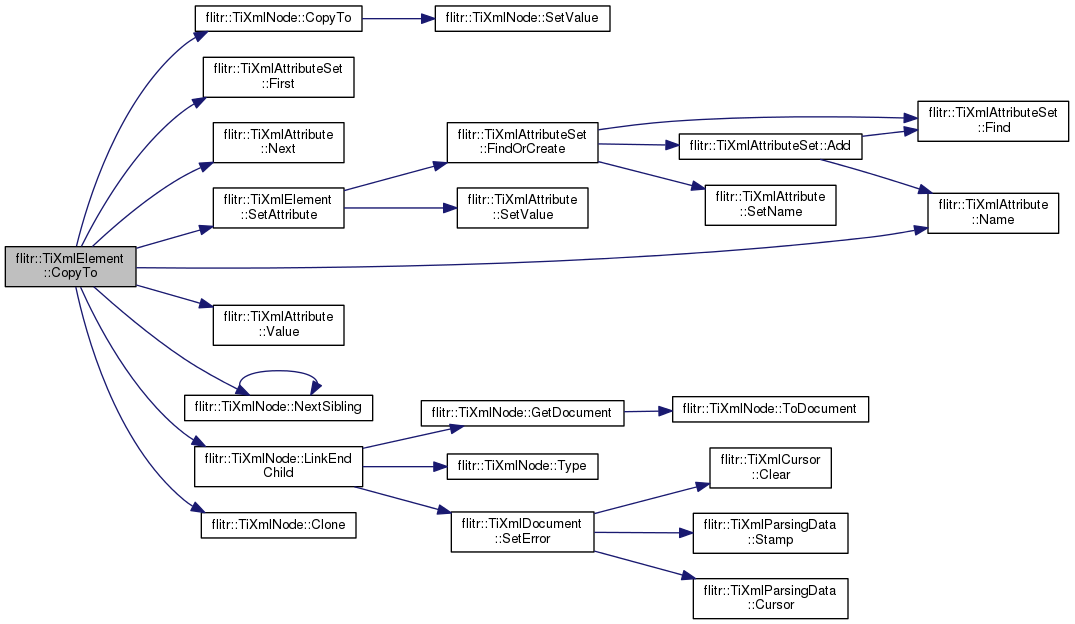 flitr::TiXmlNode::CopyTo
flitr::TiXmlNode::SetValue
flitr::TiXmlAttributeSet
::First
flitr::TiXmlAttribute
::Next
flitr::TiXmlAttributeSet
::FindOrCreate
flitr::TiXmlAttributeSet::Add
flitr::TiXmlAttributeSet
::Find
flitr::TiXmlElement
::SetAttribute
flitr::TiXmlAttribute
::SetValue
flitr::TiXmlAttribute
::SetName
flitr::TiXmlAttribute
::Name
flitr::TiXmlElement
::CopyTo
flitr::TiXmlAttribute
::Value
flitr::TiXmlNode::NextSibling
flitr::TiXmlNode::GetDocument
flitr::TiXmlNode::ToDocument
flitr::TiXmlNode::LinkEnd
Child
flitr::TiXmlNode::Type
flitr::TiXmlCursor
::Clear
flitr::TiXmlNode::Clone
flitr::TiXmlDocument
::SetError
flitr::TiXmlParsingData
::Stamp
flitr::TiXmlParsingData
::Cursor